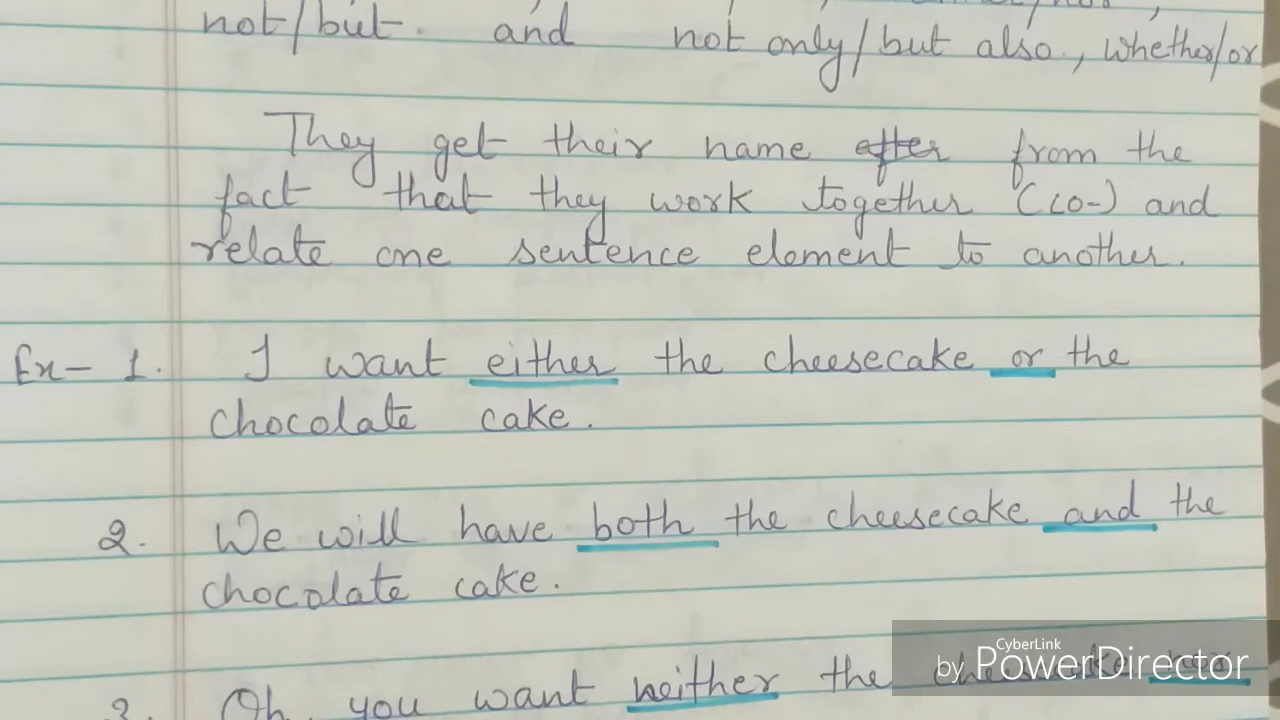 not/but. and not only/but also, whether/or
They get their name after from the
fact that they work together (co-) and
relate one sentence element to another.
Ex- 1. I want either the cheesecake or the
chocolate cake.
2. We will have both the cheesecake and the
chocolate cake.
3. Oh, you want neither the cheesecake nor
CyberLink
by PowerDirector